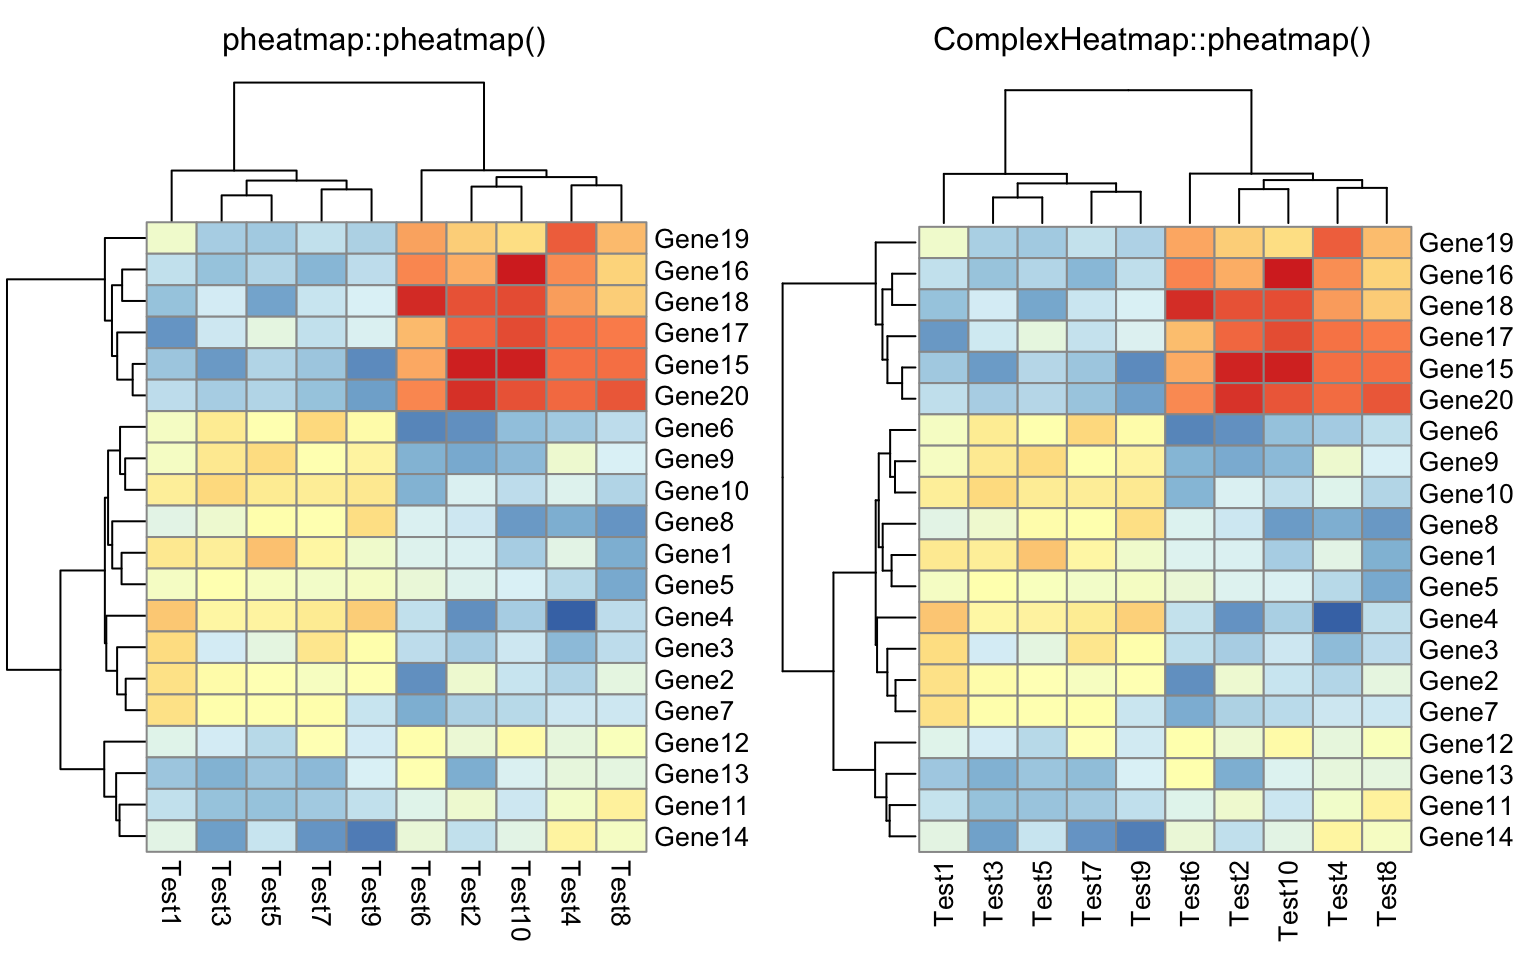 pheatmap::pheatmap()
Gene19
Gene16
Gene18
Gene17
Gene15
Gene20
Gene6
Gene9
Gene10
Gene8
Gene1
Gene5
Gene4
Gene3
Gene2
Gene7
Gene12
Gene13
Gene11
Gene14
Test1 Test3 Test5 Test7 Test9 Test6 Test2 Test10 Test4 Test8
ComplexHeatmap::pheatmap()
Gene19
Gene16
Gene18
Gene17
Gene15
Gene20
Gene6
Gene9
Gene10
Gene8
Gene1
Gene5
Gene4
Gene3
Gene2
Gene7
Gene12
Gene13
Gene11
Gene14
Test1 Test3 Test5 Test7 Test9 Test6 Test2 Test10 Test4 Test8